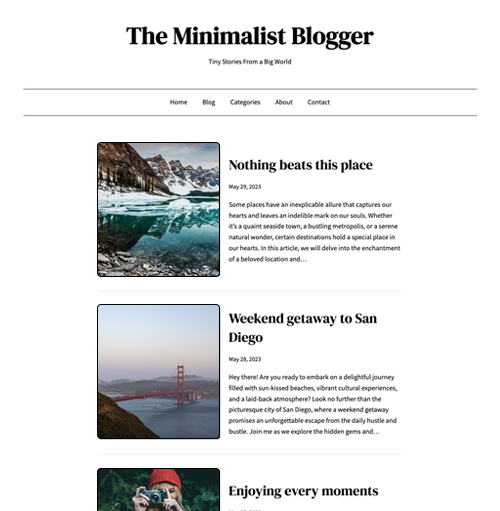 The Minimalist Blogger
Tiny Stories From a Big World
Home Blog Categories About Contact
Nothing beats this place
May 29, 2023
Some places have an inexplicable allure that captures our
hearts and leaves an indelible mark on our souls. Whether
it's a quaint seaside town, a bustling metropolis, or a serene
natural wonder, certain destinations hold a special place in
our hearts. In this article, we will delve into the enchantment
of a beloved location and…
Weekend getaway to San
Diego
May 28, 2023
Hey there! Are you ready to embark on a delightful journey
filled with sun-kissed beaches, vibrant cultural experiences,
and a laid-back atmosphere? Look no further than the
picturesque city of San Diego, where a weekend getaway
promises an unforgettable escape from the daily hustle and
bustle. Join me as we explore the hidden gems and…
Enjoying every moments